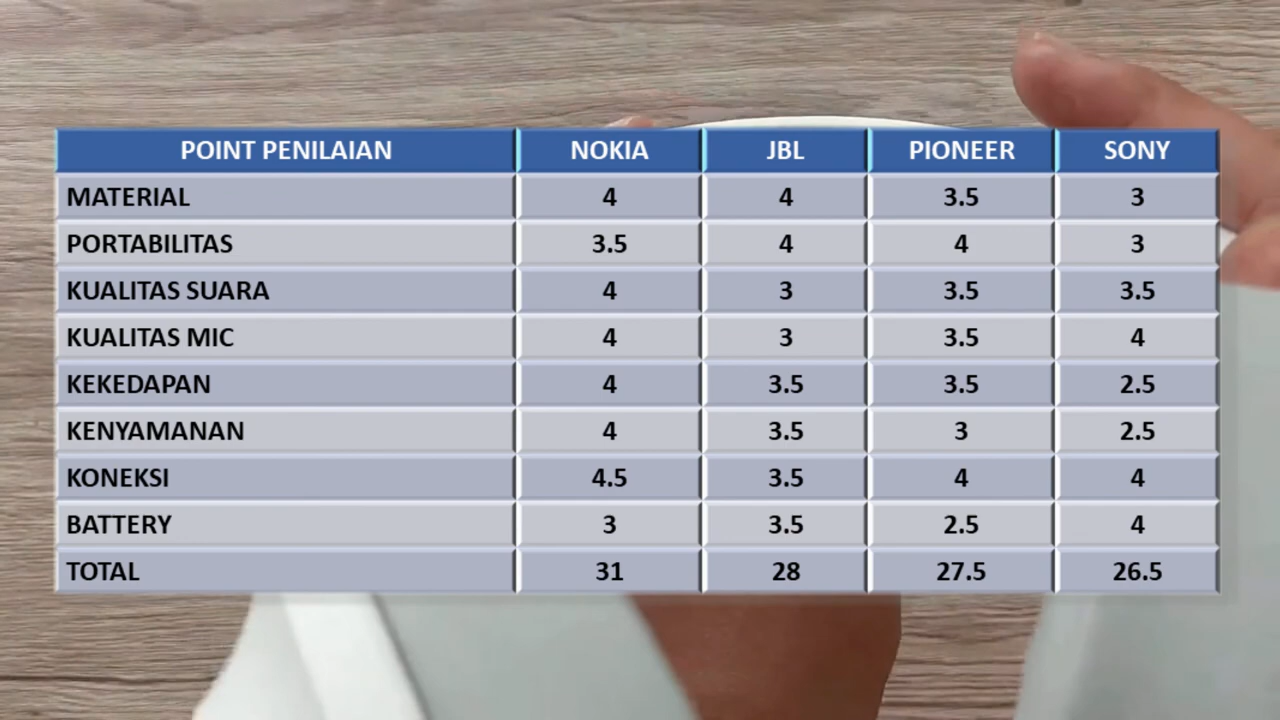 POINT PENILAIAN NOKIA JBL PIONEER SONY
MATERIAL 4 4 3.5 3
PORTABILITAS 3.5 4 4 3
KUALITAS SUARA 4 3 3.5 3.5
KUALITAS MIC 4 3 3.5 4
KEKEDAPAN 4 3.5 3.5 2.5
KENYAMANAN 4 3.5 3 2.5
KONEKSI 4.5 3.5 4 4
BATTERY 3 3.5 2.5 4
TOTAL 31 28 27.5 26.5